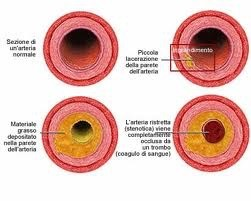 Sezione di
un'arteria
normale
Ingrandimento
Piccola
lacerazione
della parete
dell'arteria
Materiale
grasso
depositato
nella parete
dell'arteria
L'arteria ristretta
(stenotica) viene
completamente
occlusa da
un trombo
(coagulo di sangue)